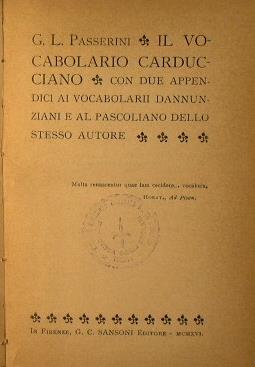 G. L. PASSERINI ☙ IL VO-
CABOLARIO CARDUC-
CIANO ☙ CON DUE APPEN-
DICI AI VOCABOLARII DANNUN-
ZIANI E AL PASCOLIANO DELLO
STESSO AUTORE
Multa renascentur quae iam cecidere.. vocabula,
HORAT., Ad Pison.
IN FIRENZE, G. C. SANSONI EDITORE - MCMXVI.